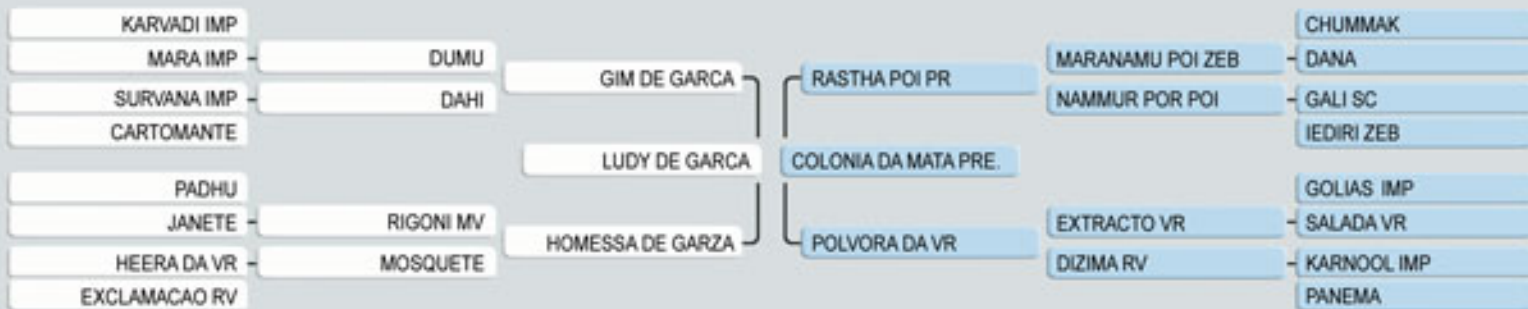 KARVADI IMP
CHUMMAK
MARA IMP
DUMU
MARANAMU POI ZEB
DANA
GIM DE GARCA
RASTHA POI PR
SURVANA IMP
DAHI
NAMMUR POR POI
GALI SC
CARTOMANTE
IEDIRI ZEB
LUDY DE GARCA
COLONIA DA MATA PRE.
PADHU
GOLIAS IMP
JANETE
RIGONI MV
EXTRACTO VR
SALADA VR
HOMESSA DE GARZA
POLVORA DA VR
HEERA DA VR
MOSQUETE
DIZIMA RV
KARNOOL IMP
EXCLAMACAO RV
PANEMA